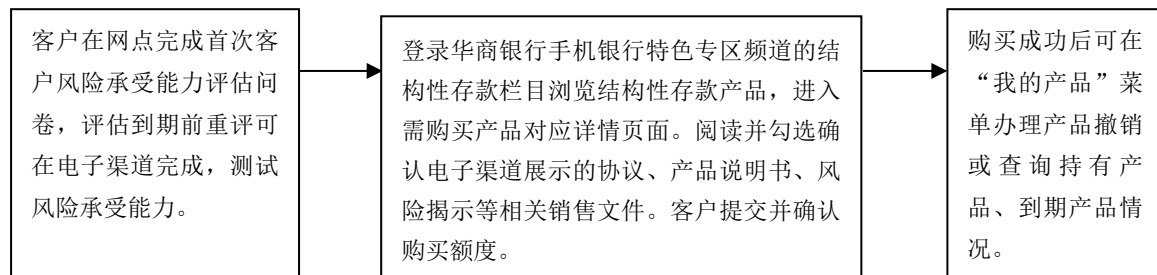 客户在网点完成首次客
户风险承受能力评估问
卷，评估到期前重评可
在电子渠道完成，测试
风险承受能力。
登录华商银行手机银行特色专区频道的结
构性存款栏目浏览结构性存款产品，进入
需购买产品对应详情页面。阅读并勾选确
认电子渠道展示的协议、产品说明书、风
险揭示等相关销售文件。客户提交并确认
购买额度。
购买成功后可在
“我的产品”菜
单办理产品撤销
或查询持有产
品、到期产品情
况。